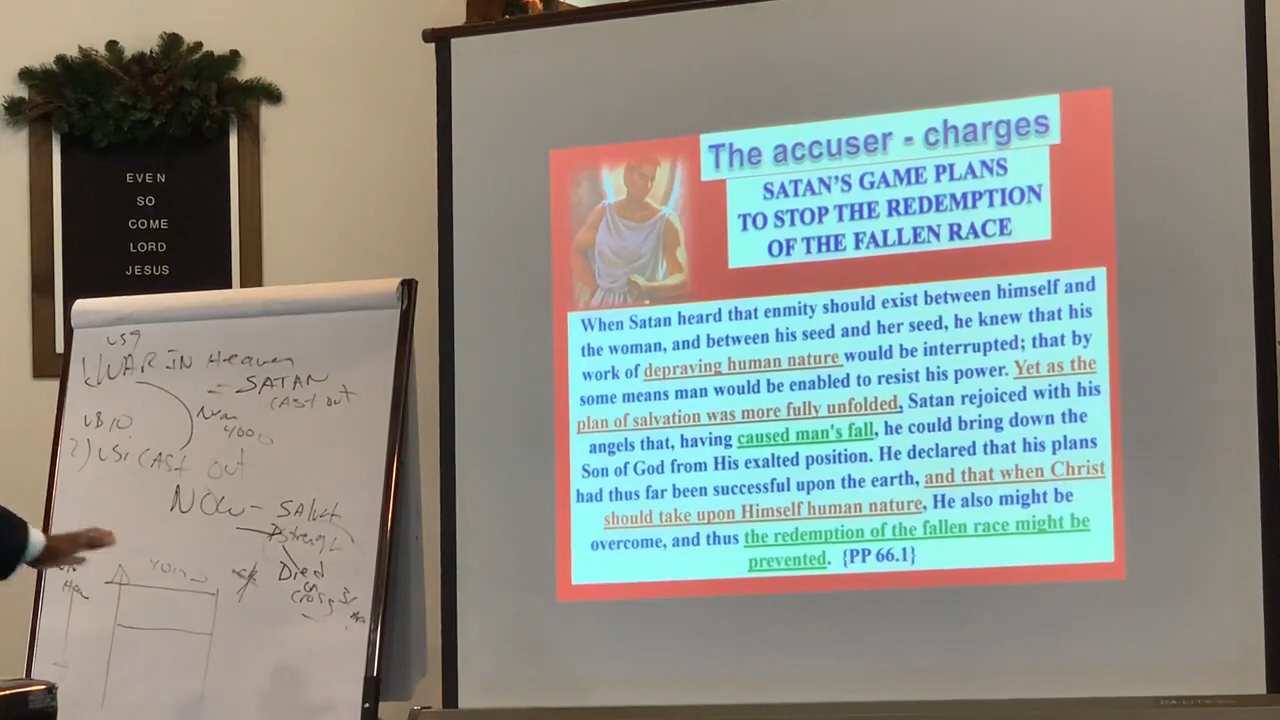 EVEN
SO
COME
LORD
JESUS
vs9
1) WAR IN Heaven
= SATAN
CAST out
vs 10
CAST out
NOW - SALVAT
Died
on
Cross
The accuser - charges
SATAN'S GAME PLANS
TO STOP THE REDEMPTION
OF THE FALLEN RACE
When Satan heard that enmity should exist between himself and
the woman, and between his seed and her seed, he knew that his
work of depraving human nature would be interrupted; that by
some means man would be enabled to resist his power. Yet as the
plan of salvation was more fully unfolded, Satan rejoiced with his
angels that, having caused man's fall, he could bring down the
Son of God from His exalted position. He declared that his plans
had thus far been successful upon the earth, and that when Christ
should take upon Himself human nature, He also might be
overcome, and thus the redemption of the fallen race might be
prevented. {PP 66.1}
DA-LITE